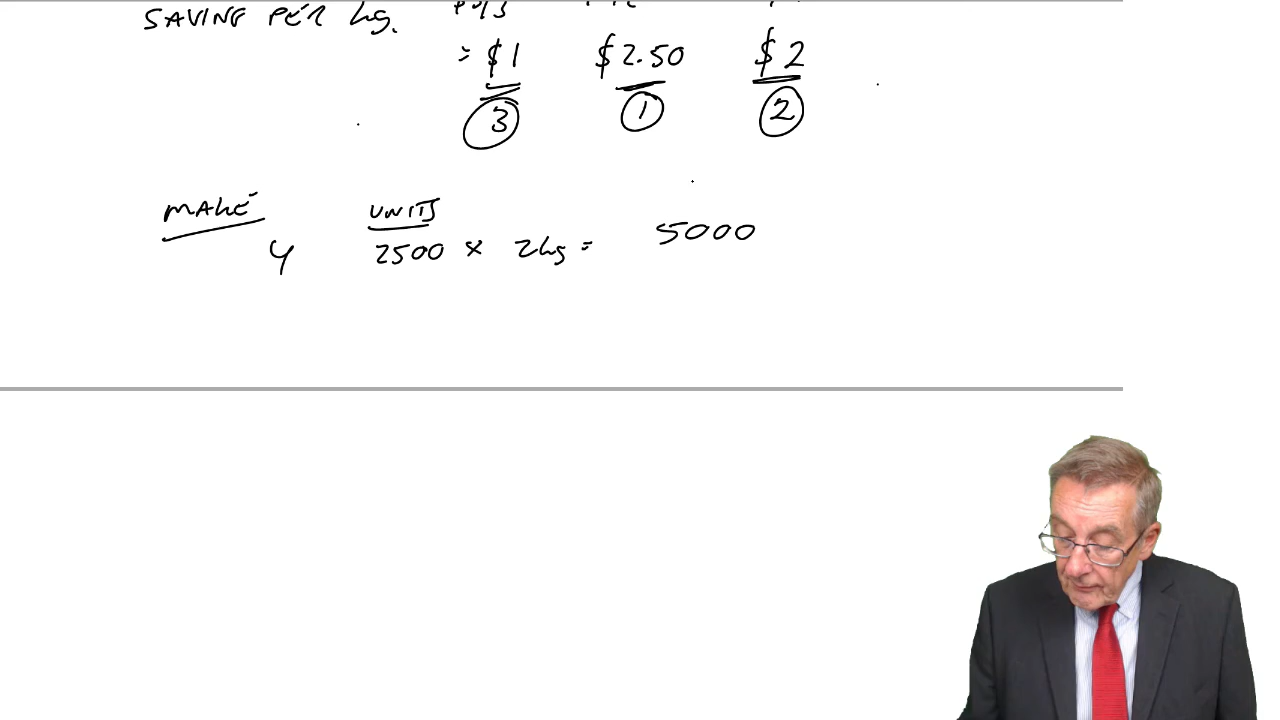 SAVING PER kg.
= $1 $2.50 $2
3 1 2
MAKE UNITS
Y 2500 x 2kg = 5000